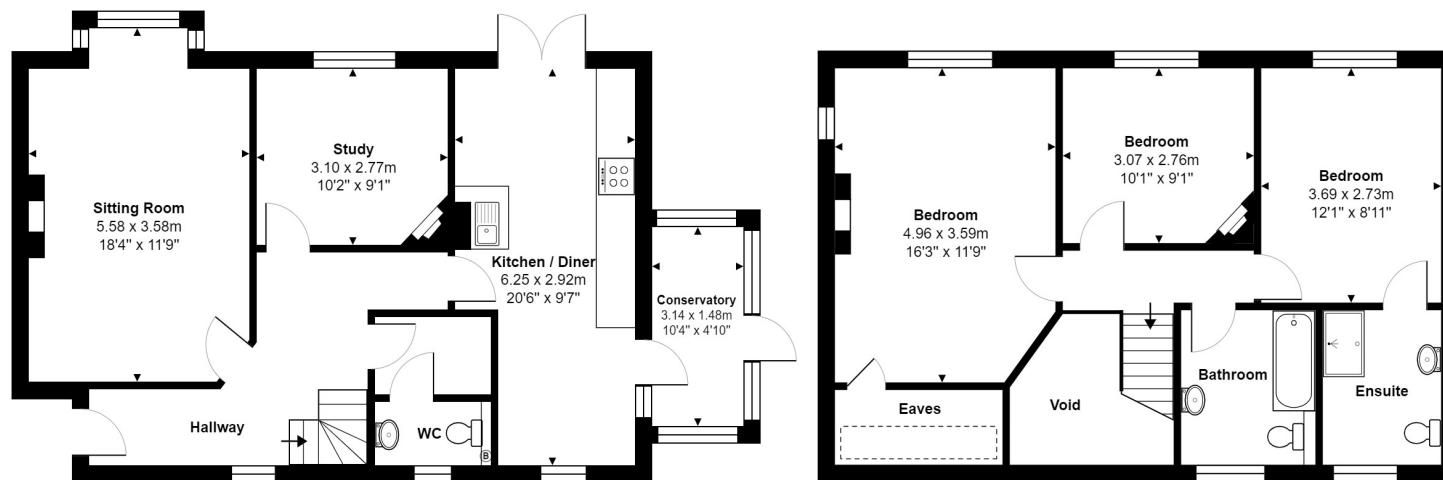 Sitting Room
5.58 x 3.58m
18'4" x 11'9"
Study
3.10 x 2.77m
10'2" x 9'1"
Kitchen / Diner
6.25 x 2.92m
20'6" x 9'7"
Conservatory
3.14 x 1.48m
10'4" x 4'10"
Hallway
WC
B
Bedroom
4.96 x 3.59m
16'3" x 11'9"
Bedroom
3.07 x 2.76m
10'1" x 9'1"
Bedroom
3.69 x 2.73m
12'1" x 8'11"
Eaves
Void
Bathroom
Ensuite